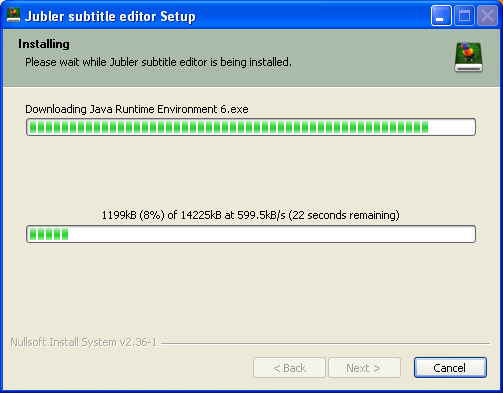 Jubler subtitle editor Setup
Installing
Please wait while Jubler subtitle editor is being installed.
Downloading Java Runtime Environment 6.exe
1199kB (8%) of 14225kB at 599.5kB/s (22 seconds remaining)
Nullsoft Install System v2.36-1
< Back Next > Cancel